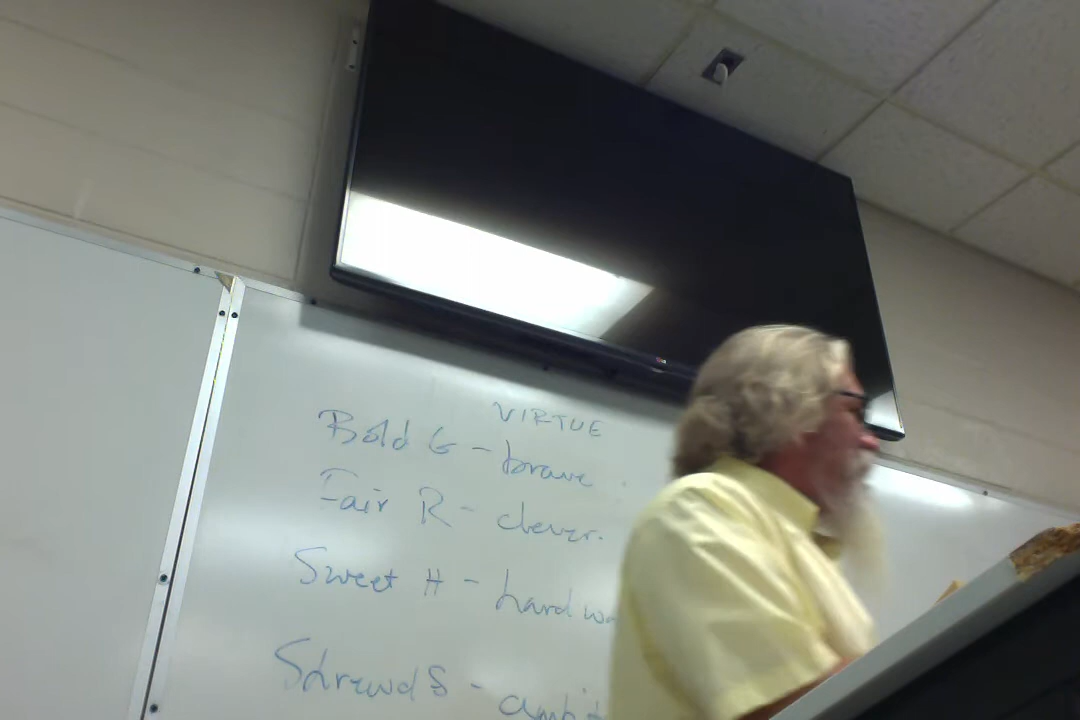 VIRTUE
Bold G - brave.
Fair R - clever.
Sweet H - hard
Shrewd S -